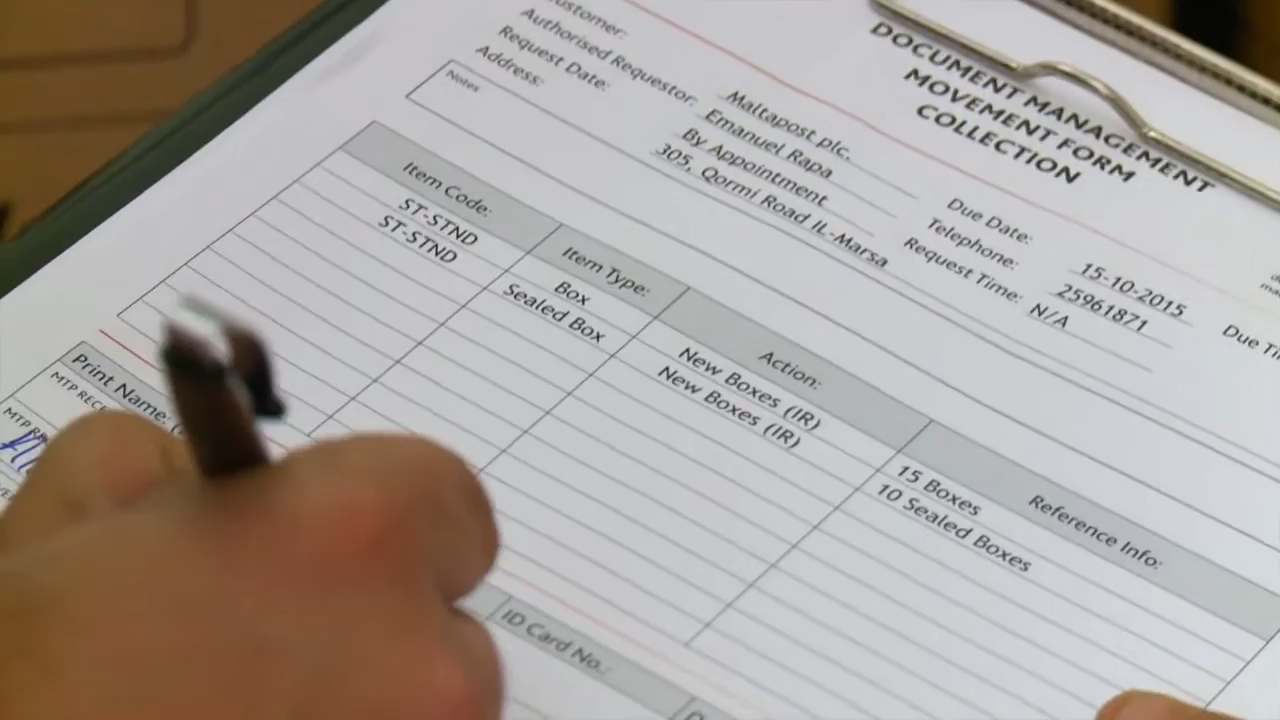 DOCUMENT MANAGEMENT
MOVEMENT FORM
COLLECTION
Customer: Maltapost plc.
Authorised Requestor: Emanuel Rapa
Request Date: By Appointment
Address: 305, Qormi Road IL-Marsa
Due Date: 15-10-2015
Telephone: 25961871
Request Time: N/A
Due
Notes
Item Code: Item Type: Action: Reference Info:
ST-STND Box New Boxes (IR) 15 Boxes
ST-STND Sealed Box New Boxes (IR) 10 Sealed Boxes
Print Name: ID Card No.:
MTP
MTP